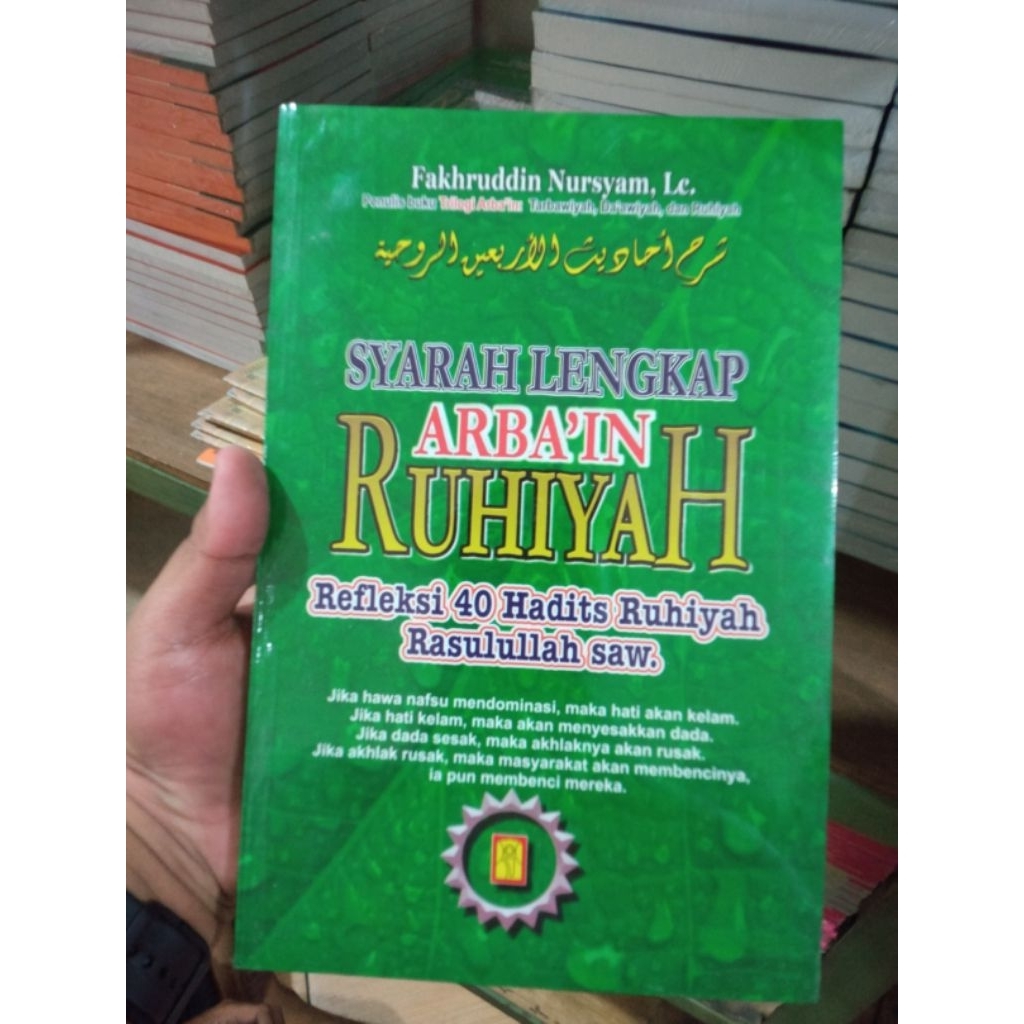 Fakhruddin Nursyam, Lc.
Penulis buku Trilogi Arba'in: Tarbawiyah, Da'awiyah, dan Ruhiyah
شرح أحاديث الأربعين الروحية
SYARAH LENGKAP
ARBA'IN
RUHIYAH
Refleksi 40 Hadits Ruhiyah
Rasulullah saw.
Jika hawa nafsu mendominasi, maka hati akan kelam.
Jika hati kelam, maka akan menyesakkan dada.
Jika dada sesak, maka akhlaknya akan rusak.
Jika akhlak rusak, maka masyarakat akan membencinya,
ia pun membenci mereka.